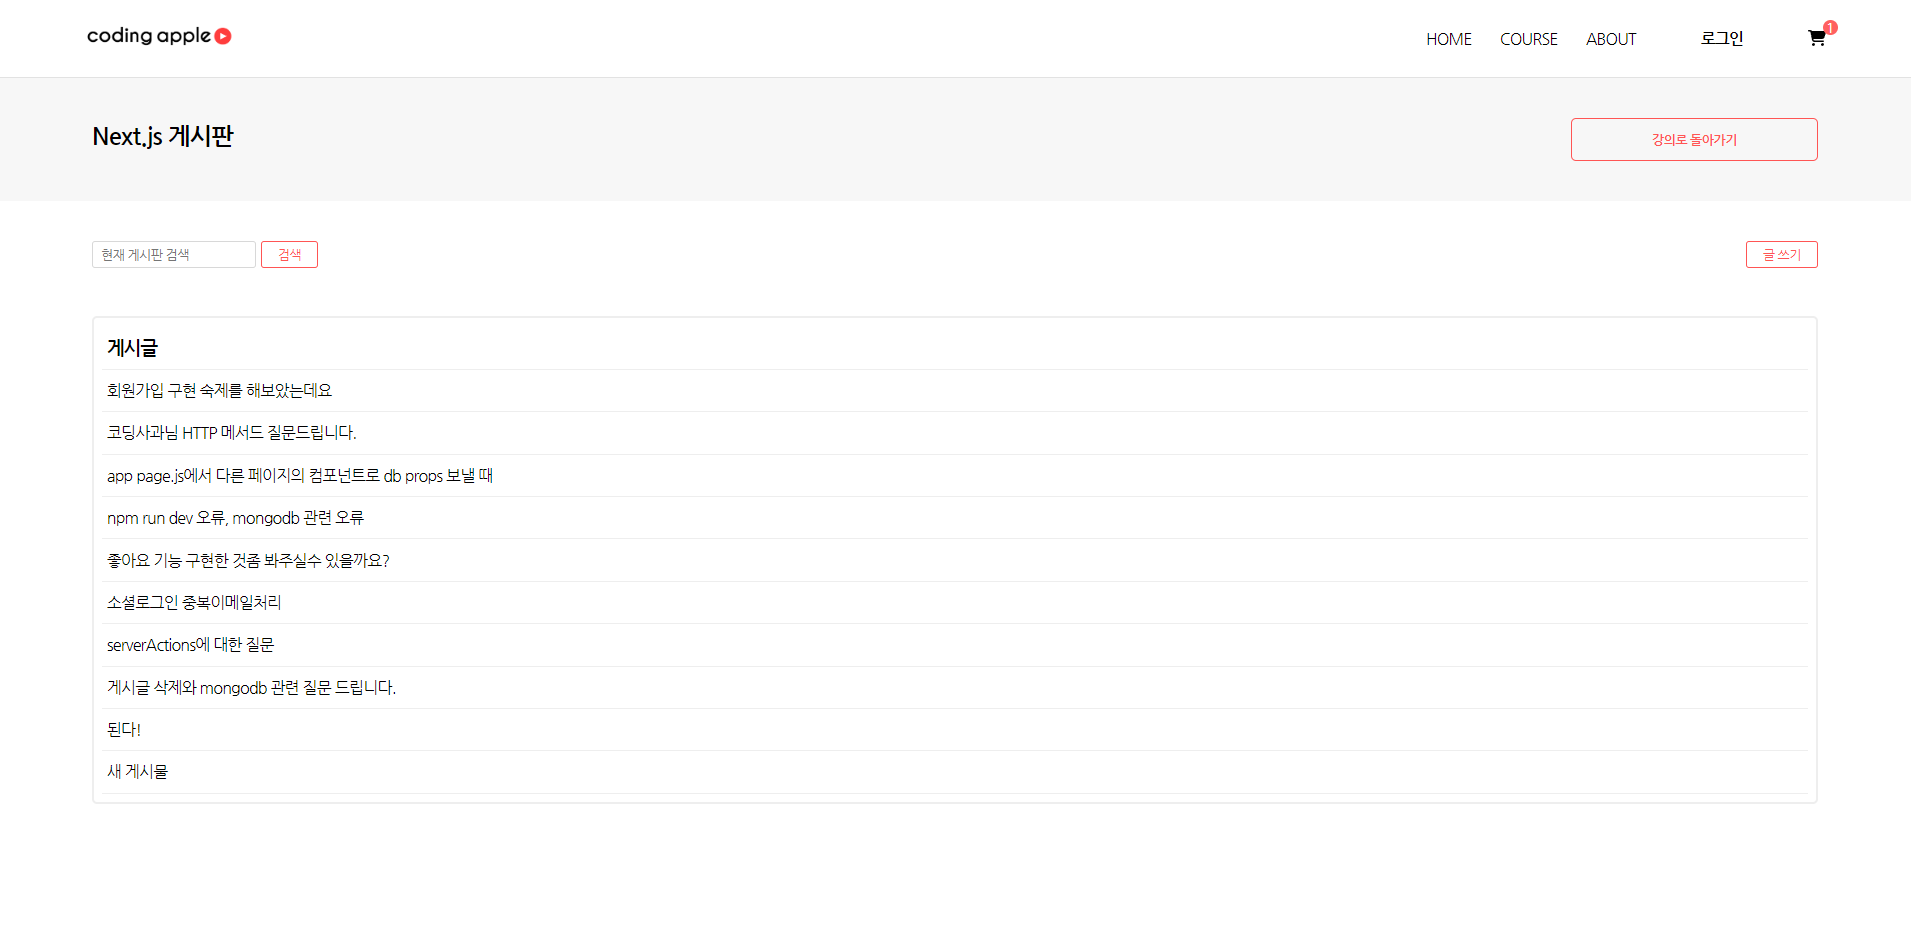 coding apple
HOME COURSE ABOUT 로그인 1
Next.js 게시판
강의로 돌아가기
현재 게시판 검색 검색 글 쓰기
게시글
회원가입 구현 숙제를 해보았는데요
코딩사과님 HTTP 메서드 질문드립니다.
app page.js에서 다른 페이지의 컴포넌트로 db props 보낼 때
npm run dev 오류, mongodb 관련 오류
좋아요 기능 구현한 것좀 봐주실수 있을까요?
소셜로그인 중복이메일처리
serverActions에 대한 질문
게시글 삭제와 mongodb 관련 질문 드립니다.
된다!
새 게시물